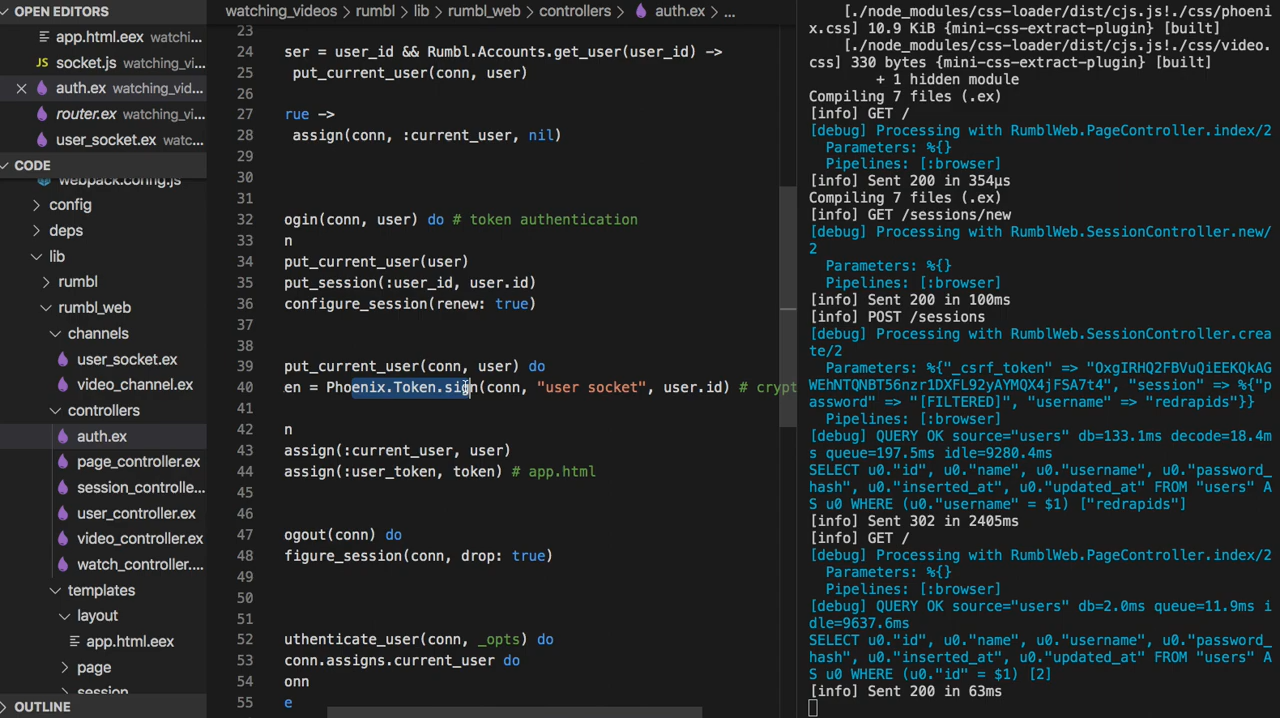 OPEN EDITORS
app.html.eex watchi...
JS socket.js watching_vi...
auth.ex watching_vid...
router.ex watching_vi...
user_socket.ex watc...
CODE
webpack.config.js
config
deps
lib
rumbl
rumbl_web
channels
user_socket.ex
video_channel.ex
controllers
auth.ex
page_controller.ex
session_controlle...
user_controller.ex
video_controller.ex
watch_controller....
templates
layout
app.html.eex
page
session
OUTLINE
watching_videos > rumbl > lib > rumbl_web > controllers > auth.ex > ...
23
24 ser = user_id && Rumbl.Accounts.get_user(user_id) ->
25 put_current_user(conn, user)
26
27 rue ->
28 assign(conn, :current_user, nil)
29
30
31
32 ogin(conn, user) do # token authentication
33 n
34 put_current_user(user)
35 put_session(:user_id, user.id)
36 configure_session(renew: true)
37
38
39 put_current_user(conn, user) do
40 en = Phoenix.Token.sign(conn, "user socket", user.id) # crypt
41
42 n
43 assign(:current_user, user)
44 assign(:user_token, token) # app.html
45
46
47 ogout(conn) do
48 figure_session(conn, drop: true)
49
50
51
52 uthenticate_user(conn, _opts) do
53 conn.assigns.current_user do
54 onn
55 e
[./node_modules/css-loader/dist/cjs.js!./css/phoeni
x.css] 10.9 KiB {mini-css-extract-plugin} [built]
[./node_modules/css-loader/dist/cjs.js!./css/video.
css] 330 bytes {mini-css-extract-plugin} [built]
+ 1 hidden module
Compiling 7 files (.ex)
[info] GET /
[debug] Processing with RumblWeb.PageController.index/2
Parameters: %{}
Pipelines: [:browser]
[info] Sent 200 in 354µs
Compiling 7 files (.ex)
[info] GET /sessions/new
[debug] Processing with RumblWeb.SessionController.new/
2
Parameters: %{}
Pipelines: [:browser]
[info] Sent 200 in 100ms
[info] POST /sessions
[debug] Processing with RumblWeb.SessionController.crea
te/2
Parameters: %{"_csrf_token" => "OxgIRHQ2FBVuQiEEKQkAG
WEhNTQNBT56nzr1DXFL92yAYMQX4jFSA7t4", "session" => %{"p
assword" => "[FILTERED]", "username" => "redrapids"}}
Pipelines: [:browser]
[debug] QUERY OK source="users" db=133.1ms decode=18.4m
s queue=197.5ms idle=9280.4ms
SELECT u0."id", u0."name", u0."username", u0."password_
hash", u0."inserted_at", u0."updated_at" FROM "users" A
S u0 WHERE (u0."username" = $1) ["redrapids"]
[info] Sent 302 in 2405ms
[info] GET /
[debug] Processing with RumblWeb.PageController.index/2
Parameters: %{}
Pipelines: [:browser]
[debug] QUERY OK source="users" db=2.0ms queue=11.9ms i
dle=9637.6ms
SELECT u0."id", u0."name", u0."username", u0."password_
hash", u0."inserted_at", u0."updated_at" FROM "users" A
S u0 WHERE (u0."id" = $1) [2]
[info] Sent 200 in 63ms